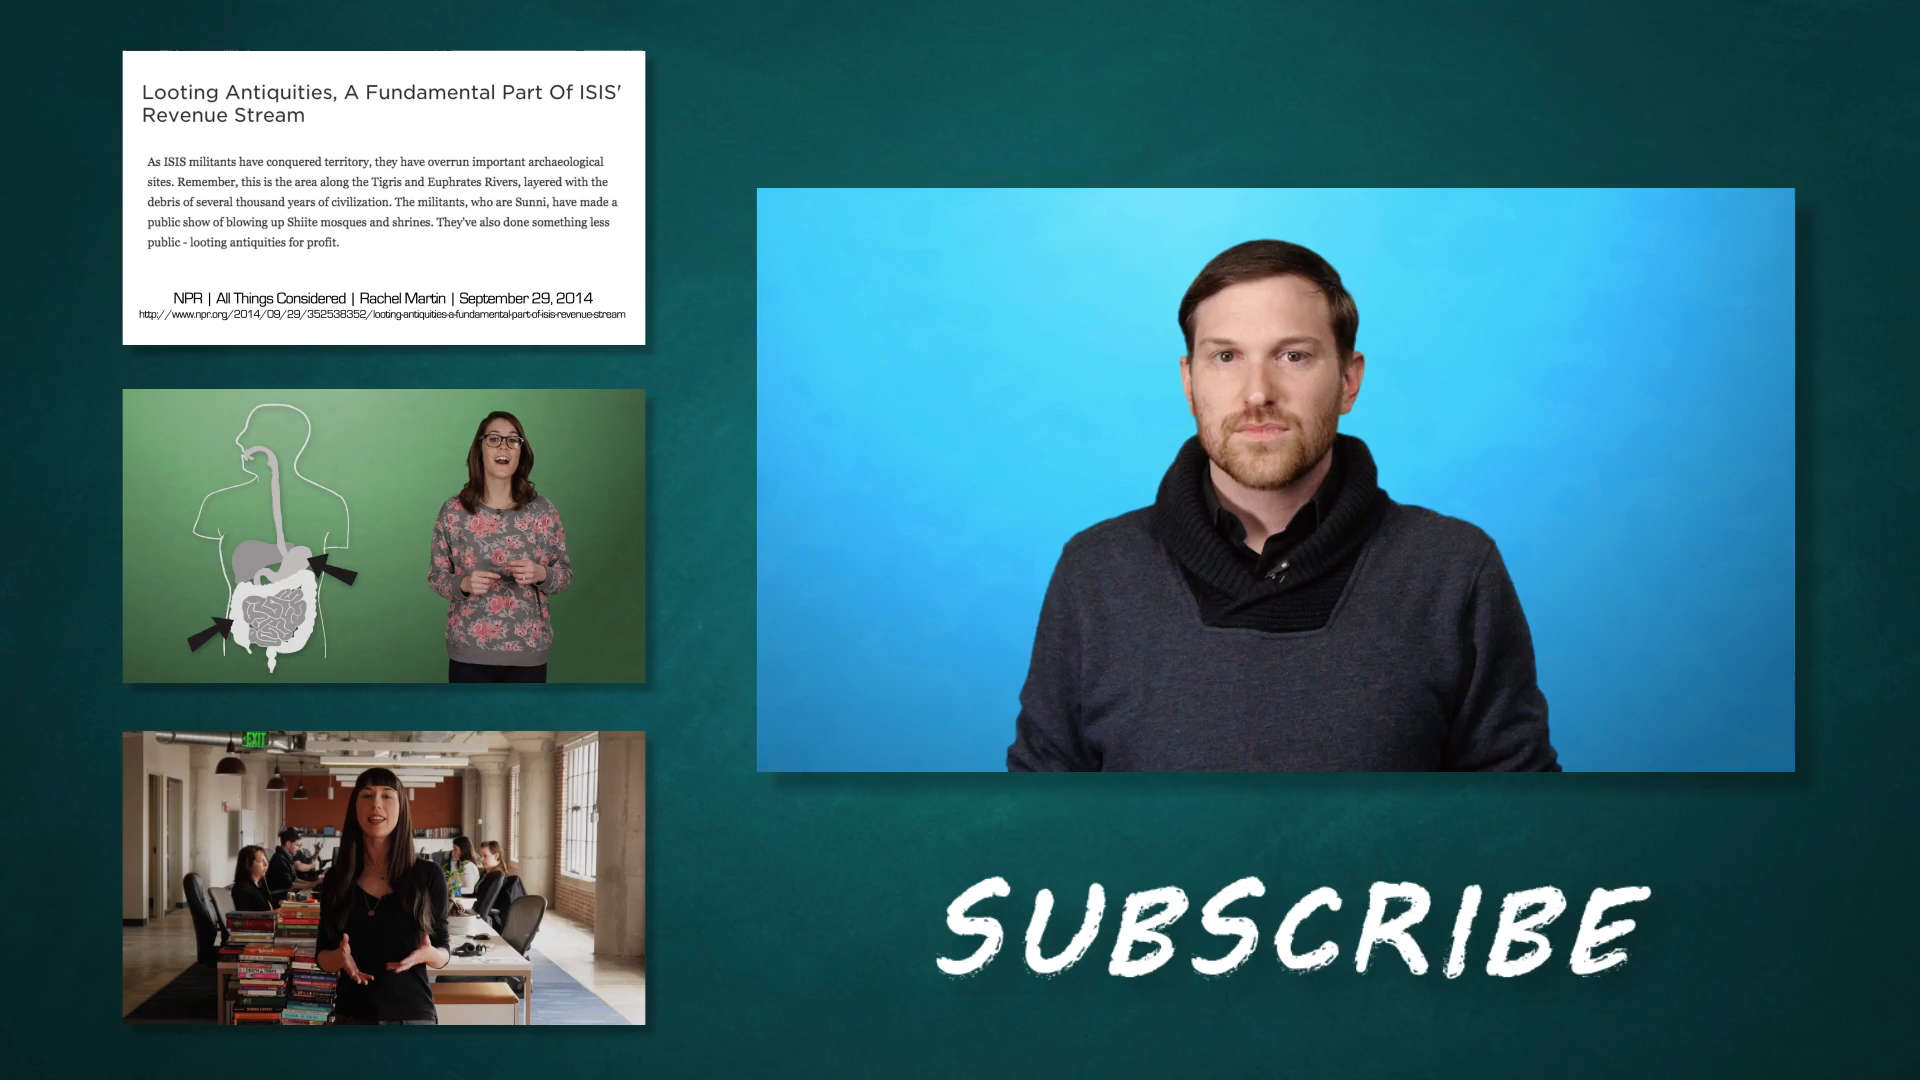 Looting Antiquities, A Fundamental Part Of ISIS'
Revenue Stream
As ISIS militants have conquered territory, they have overrun important archaeological
sites. Remember, this is the area along the Tigris and Euphrates Rivers, layered with the
debris of several thousand years of civilization. The militants, who are Sunni, have made a
public show of blowing up Shiite mosques and shrines. They've also done something less
public - looting antiquities for profit.
NPR | All Things Considered | Rachel Martin | September 29, 2014
http://www.npr.org/2014/09/29/352538352/looting-antiquities-a-fundamental-part-of-isis-revenue-stream
EXIT
SUBSCRIBE